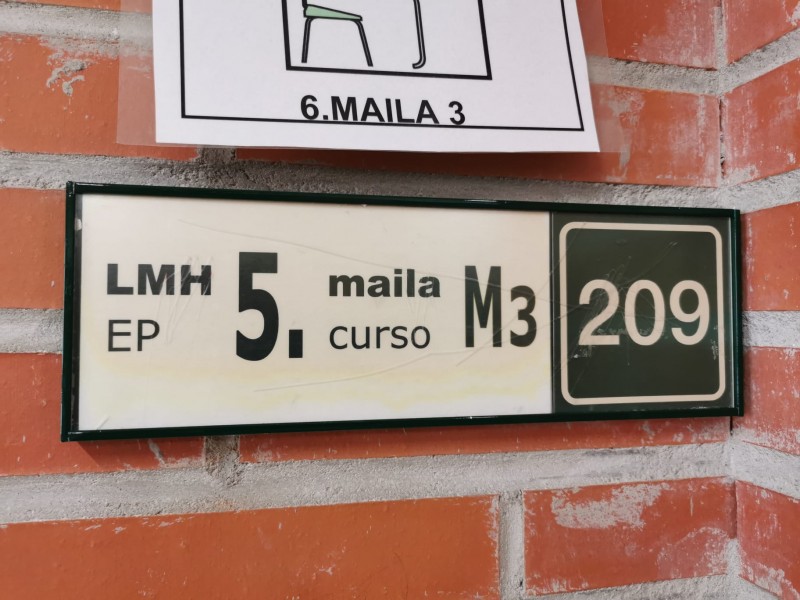 6.MAILA 3
LMH 5. maila M3 209
EP curso